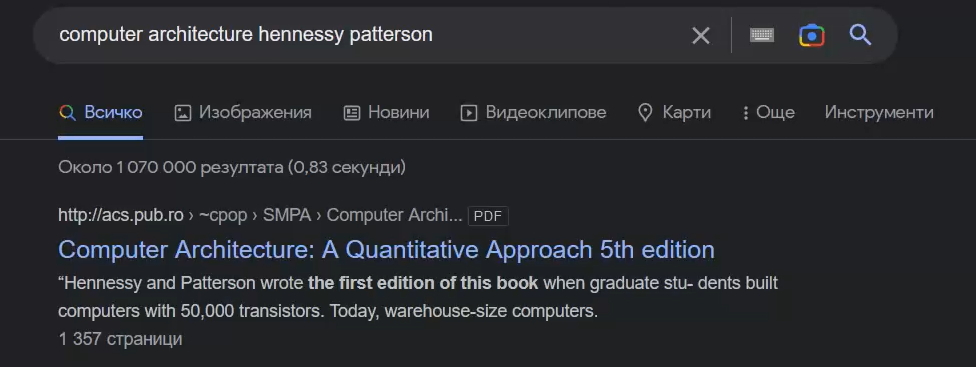 computer architecture hennessy patterson
Всичко Изображения Новини Видеоклипове Карти Още Инструменти
Около 1 070 000 резултата (0,83 секунди)
http://acs.pub.ro › ~cpop › SMPA › Computer Archi... PDF
Computer Architecture: A Quantitative Approach 5th edition
“Hennessy and Patterson wrote the first edition of this book when graduate stu- dents built
computers with 50,000 transistors. Today, warehouse-size computers.
1 357 страници